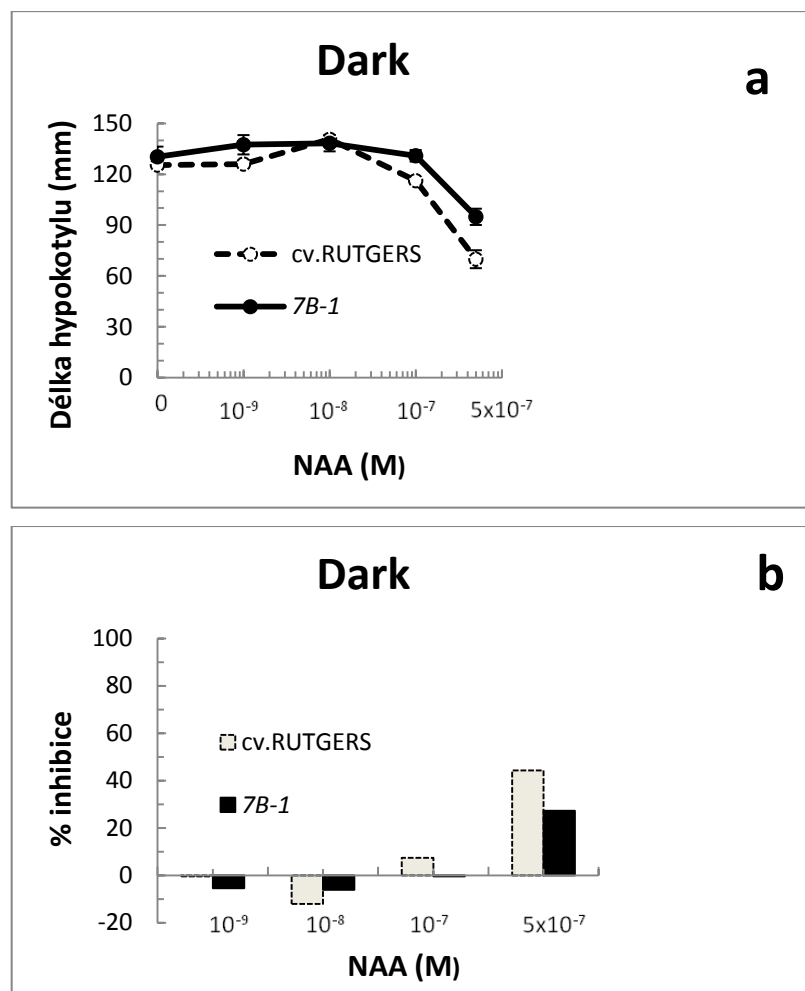 Dark
a
Délka hypokotylu (mm)
150
120
90
60
30
0
cv.RUTGERS
7B-1
0 10⁻⁹ 10⁻⁸ 10⁻⁷ 5x10⁻⁷
NAA (M)
Dark
b
% inhibice
100
80
60
40
20
0
-20
cv.RUTGERS
7B-1
10⁻⁹ 10⁻⁸ 10⁻⁷ 5x10⁻⁷
NAA (M)